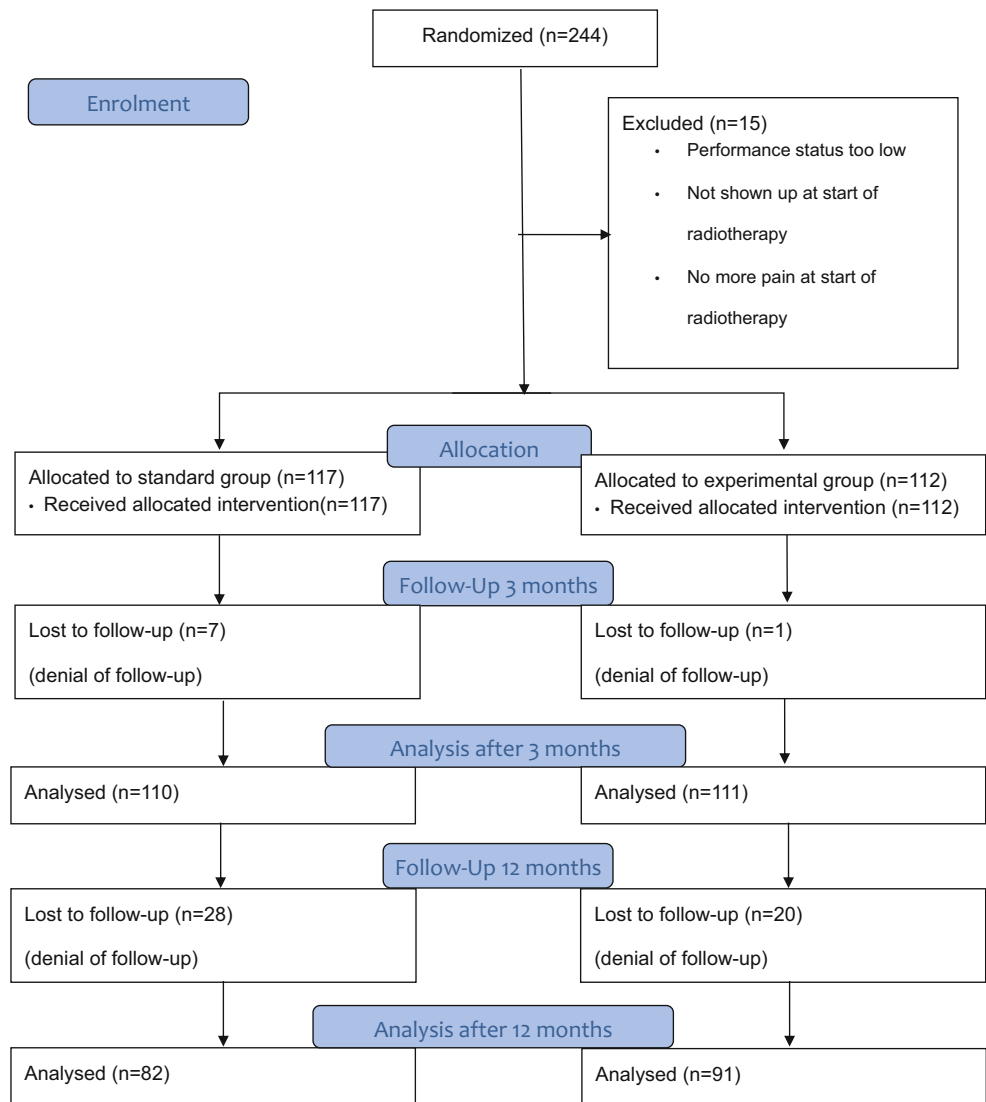 Randomized (n=244)
Enrolment
Excluded (n=15)
• Performance status too low
• Not shown up at start of
radiotherapy
• No more pain at start of
radiotherapy
Allocation
Allocated to standard group (n=117)
• Received allocated intervention(n=117)
Allocated to experimental group (n=112)
• Received allocated intervention (n=112)
Follow-Up 3 months
Lost to follow-up (n=7)
(denial of follow-up)
Lost to follow-up (n=1)
(denial of follow-up)
Analysis after 3 months
Analysed (n=110)
Analysed (n=111)
Follow-Up 12 months
Lost to follow-up (n=28)
(denial of follow-up)
Lost to follow-up (n=20)
(denial of follow-up)
Analysis after 12 months
Analysed (n=82)
Analysed (n=91)